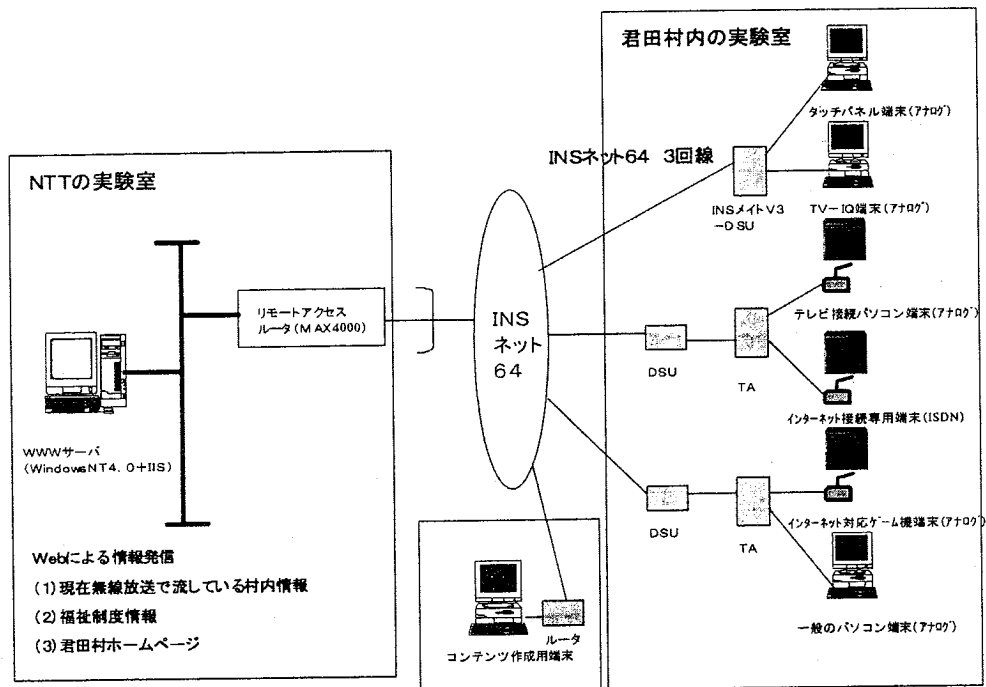 君田村内の実験室
タッチパネル端末(アナログ)
INSネット64 3回線
NTTの実験室
INSメイトV3
-DSU
TV-IQ端末(アナログ)
リモートアクセス
ルータ(MAX4000)
INS
ネット
64
テレビ接続パソコン端末(アナログ)
DSU
TA
インターネット接続専用端末(ISDN)
WWWサーバ
(WindowsNT4.0+IIS)
インターネット対応ゲーム機端末(アナログ)
DSU
TA
Webによる情報発信
(1)現在無線放送で流している村内情報
(2)福祉制度情報
(3)君田村ホームページ
ルータ
コンテンツ作成用端末
一般のパソコン端末(アナログ)